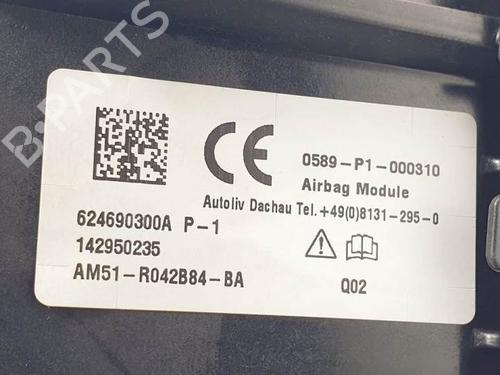 B-PARTS
CE
0589-P1-000310
Airbag Module
Autoliv Dachau Tel.+49(0)8131-295-0
624690300A P-1
142950235
AM51-R042B84-BA
Q02